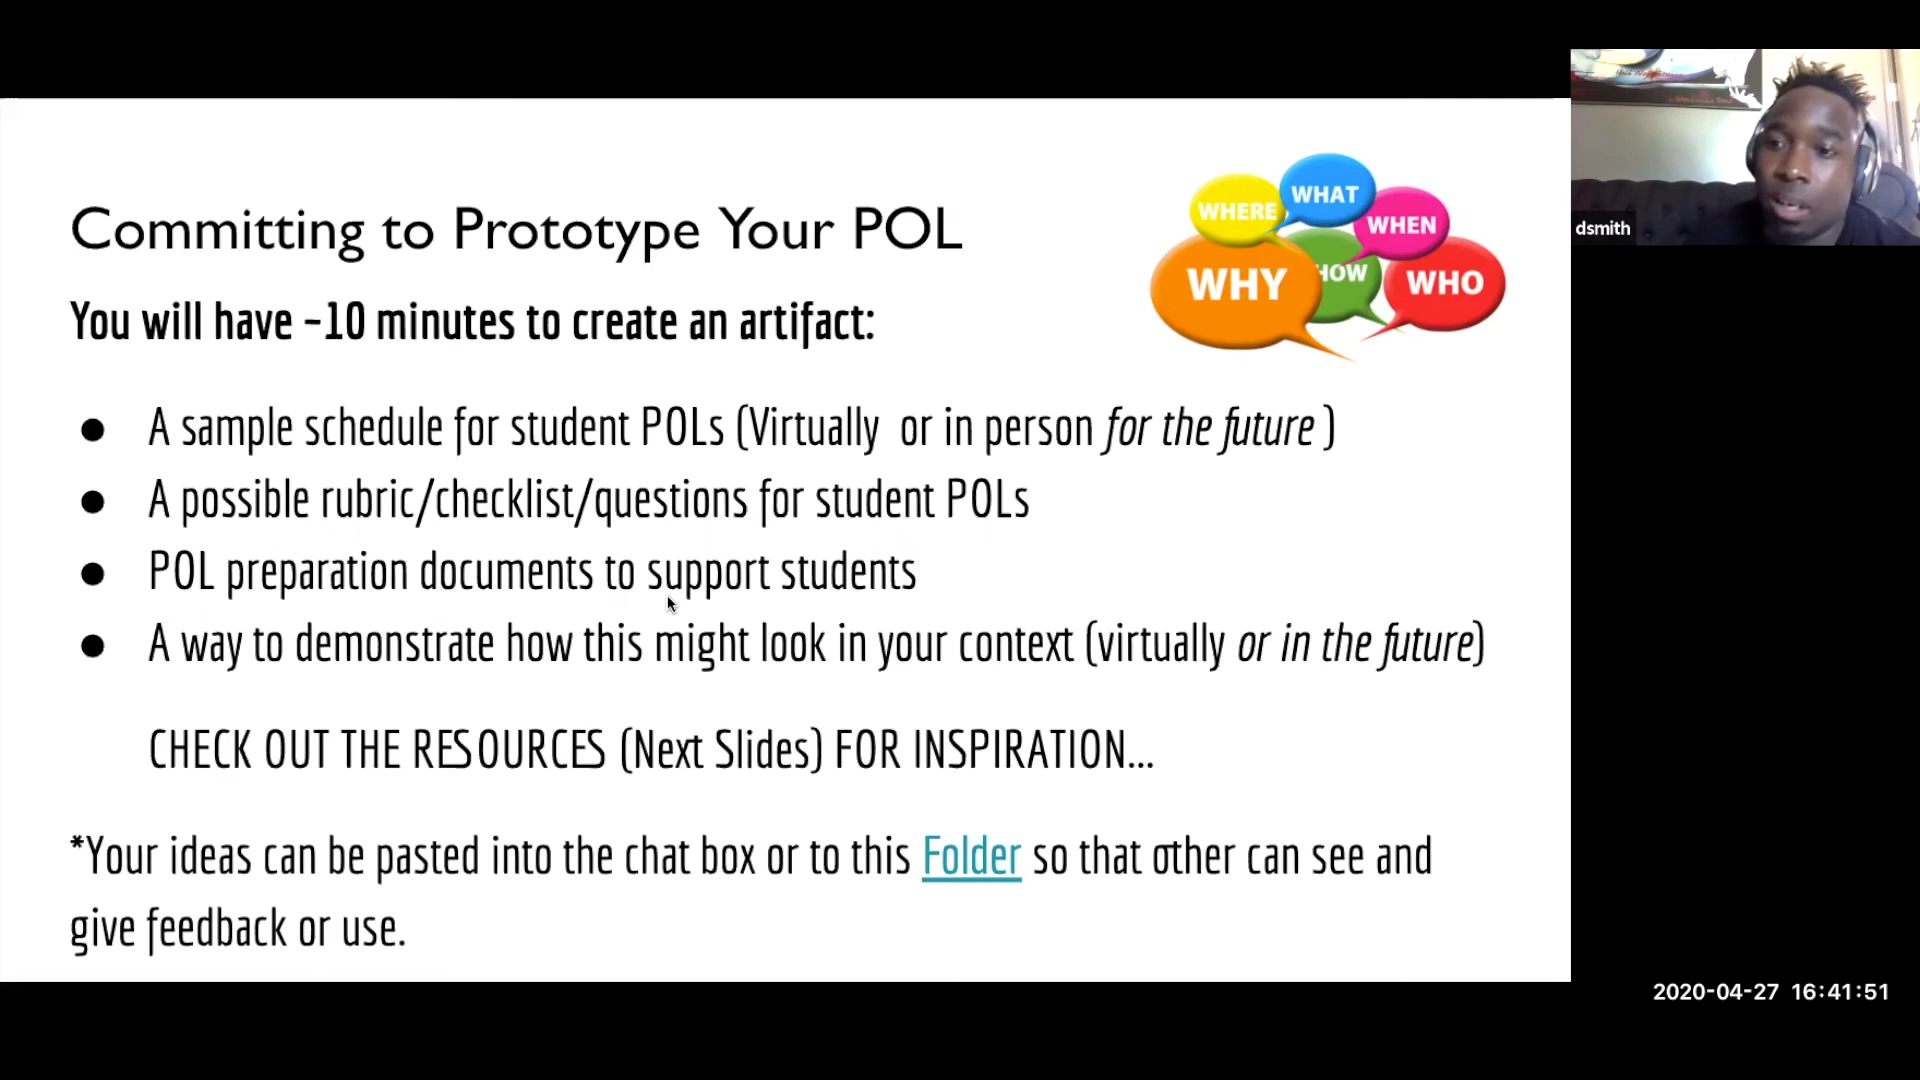 Committing to Prototype Your POL
You will have ~10 minutes to create an artifact:
● A sample schedule for student POLs (Virtually or in person for the future )
● A possible rubric/checklist/questions for student POLs
● POL preparation documents to support students
● A way to demonstrate how this might look in your context (virtually or in the future)
CHECK OUT THE RESOURCES (Next Slides) FOR INSPIRATION...
*Your ideas can be pasted into the chat box or to this Folder so that other can see and
give feedback or use.
WHERE
WHAT
WHEN
WHY
HOW
WHO
dsmith
2020-04-27 16:41:51